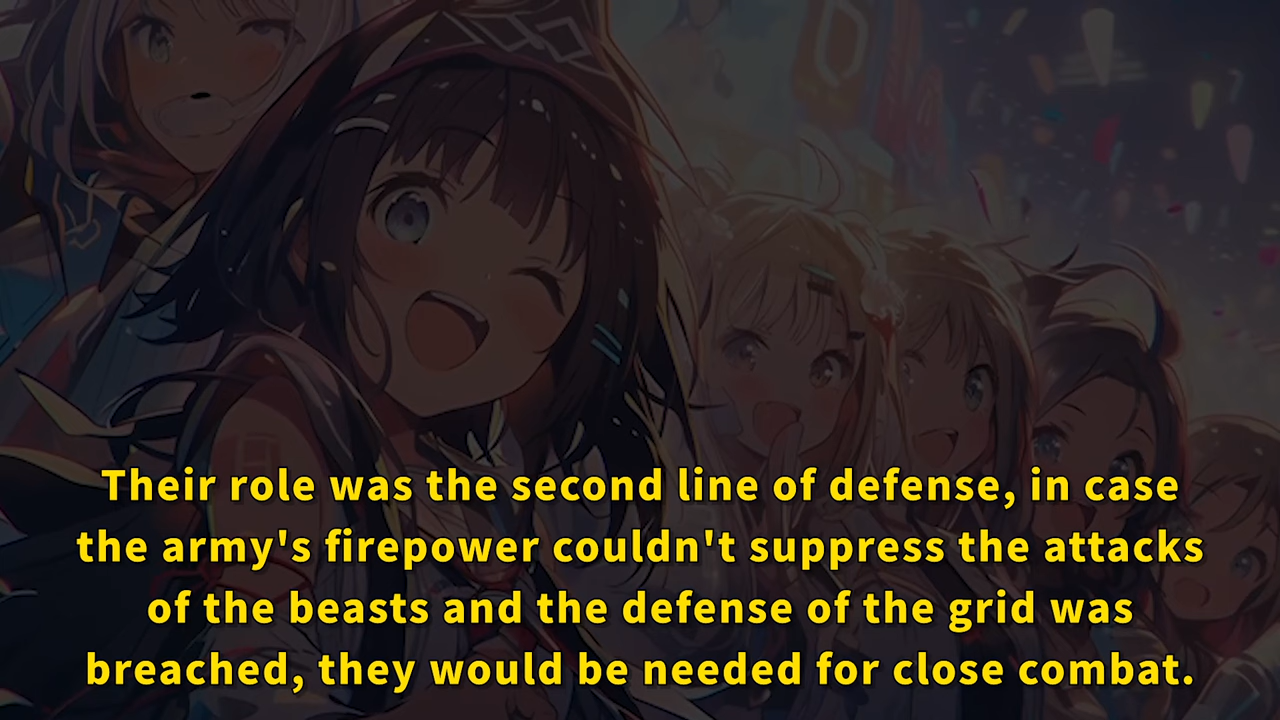 Their role was the second line of defense, in case
the army's firepower couldn't suppress the attacks
of the beasts and the defense of the grid was
breached, they would be needed for close combat.